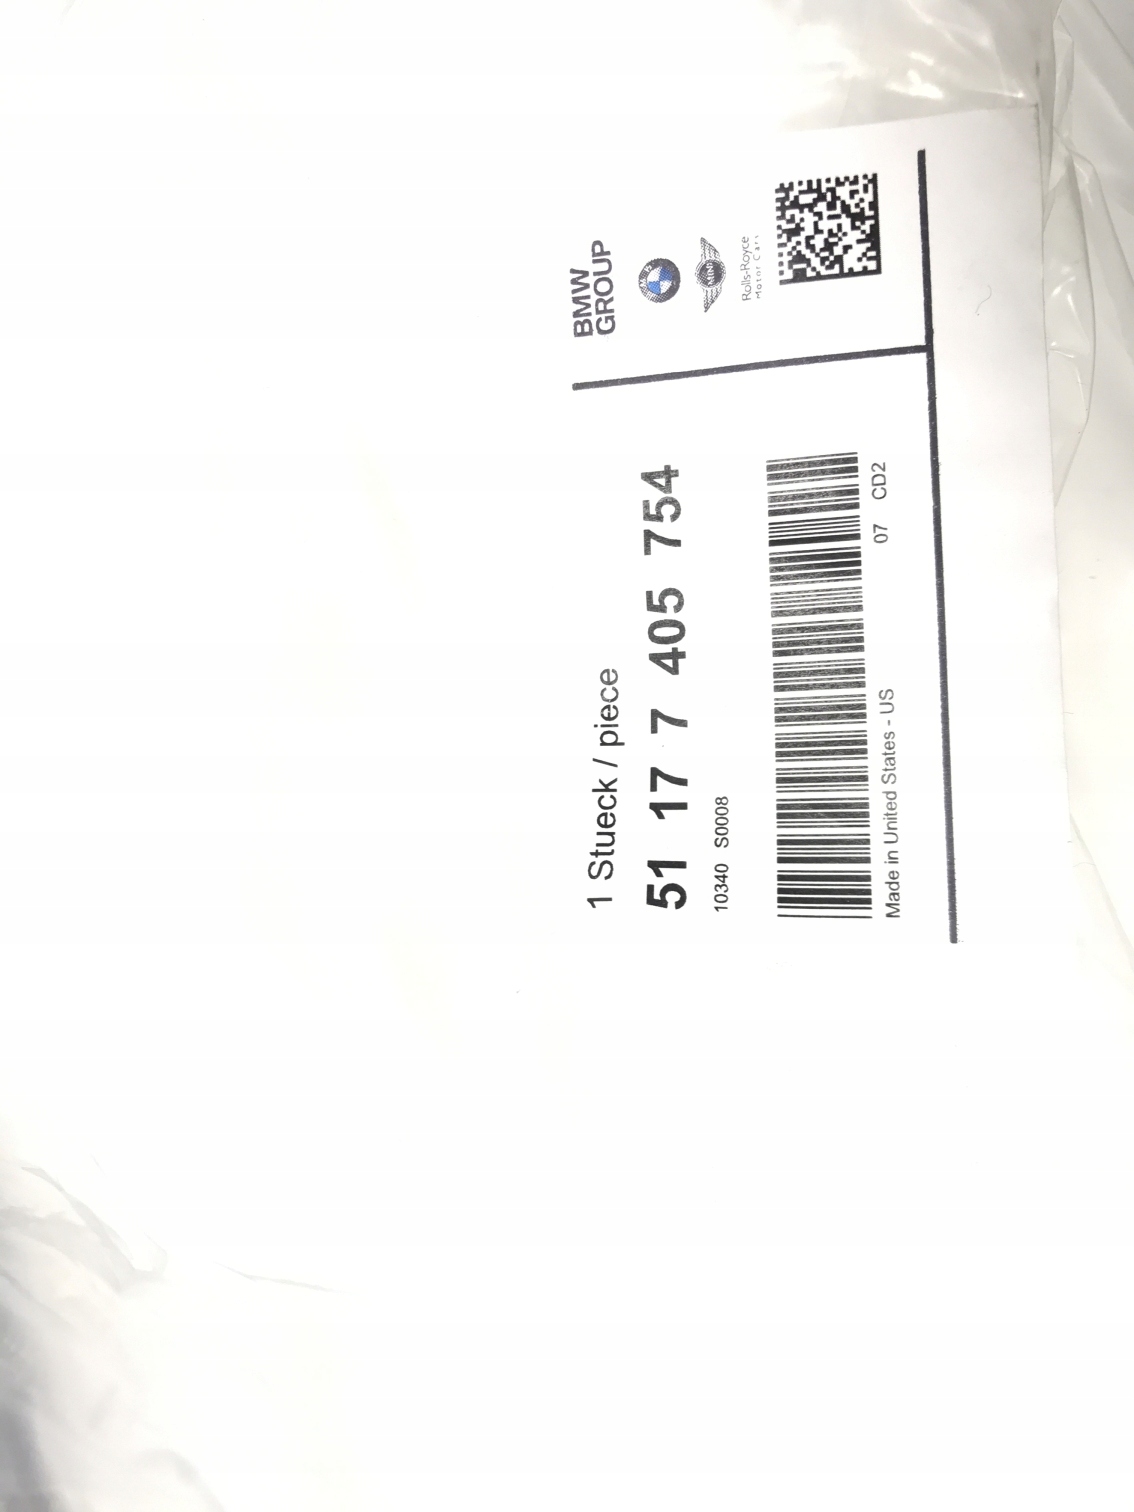 1 Stueck / piece
51 17 7 405 754
10340 S0008
Made in United States - US 07 CD2
BMW
GROUP
MINI
Rolls-Royce
Motor Cars